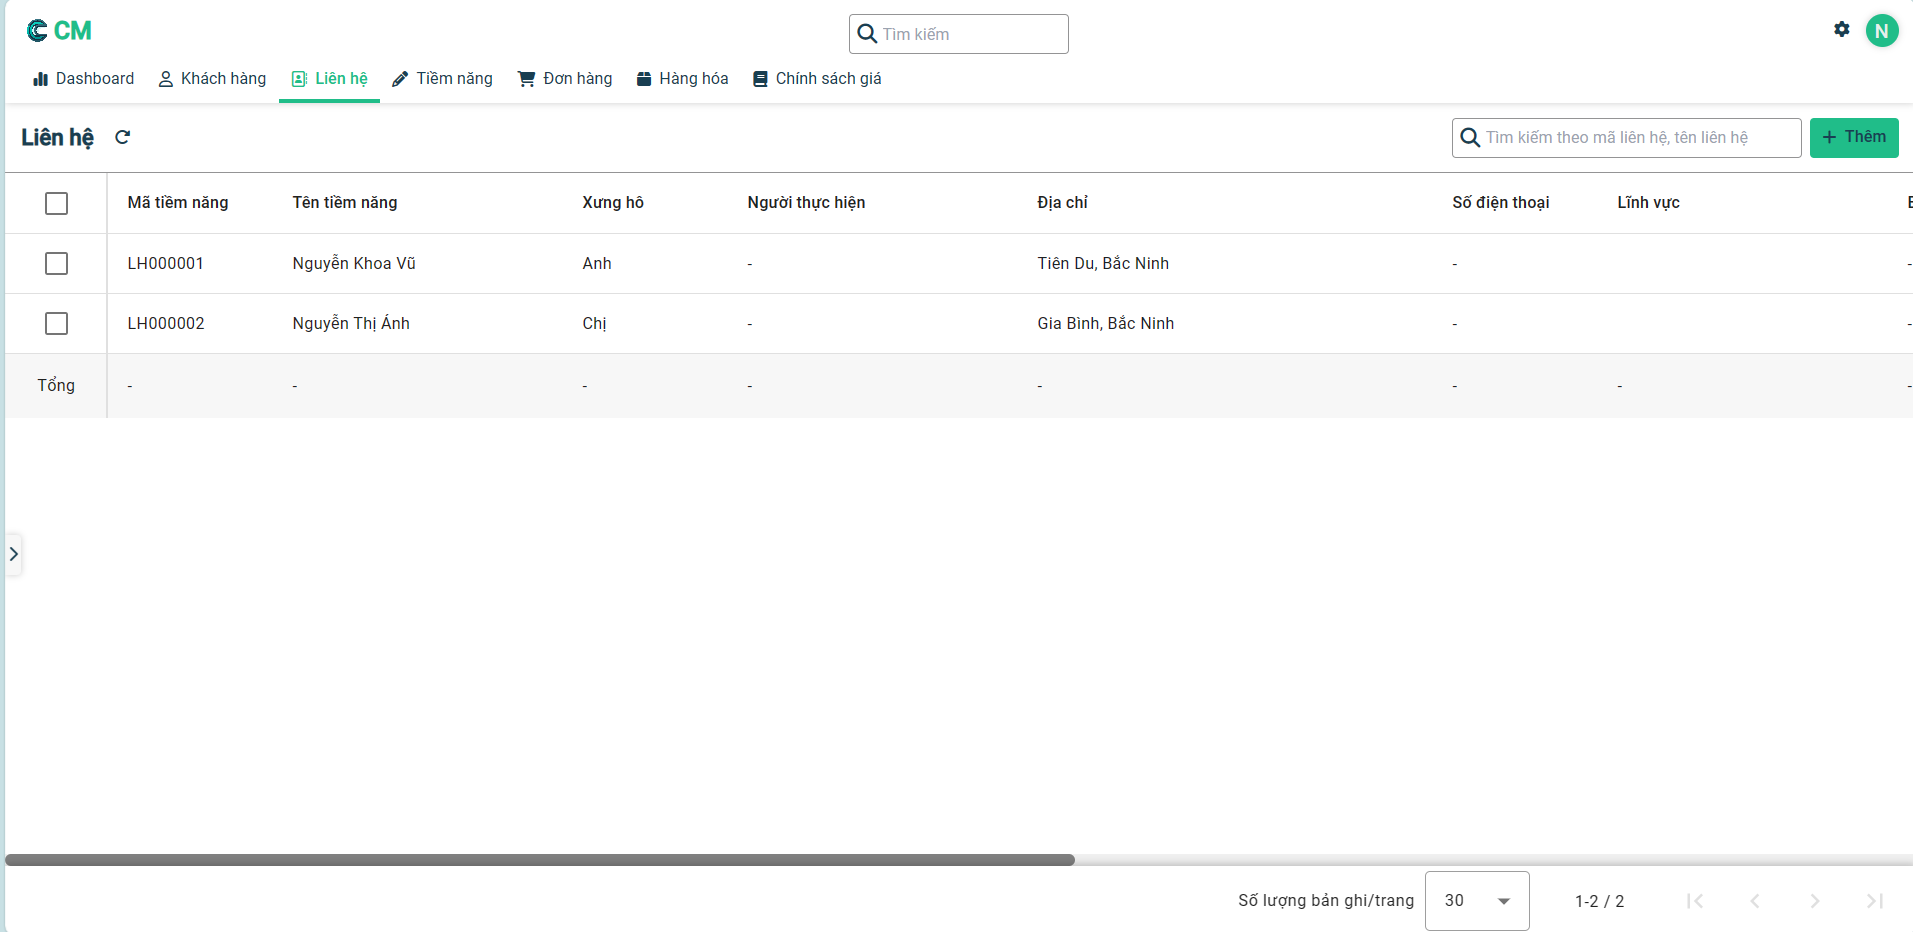 CM
Tìm kiếm
N
Dashboard Khách hàng Liên hệ Tiềm năng Đơn hàng Hàng hóa Chính sách giá
Liên hệ
Tìm kiếm theo mã liên hệ, tên liên hệ
+ Thêm
Mã tiềm năng Tên tiềm năng Xưng hô Người thực hiện Địa chỉ Số điện thoại Lĩnh vực
LH000001 Nguyễn Khoa Vũ Anh - Tiên Du, Bắc Ninh - -
LH000002 Nguyễn Thị Ánh Chị - Gia Bình, Bắc Ninh - -
Tổng - - - - - - - -
Số lượng bản ghi/trang 30 1-2 / 2